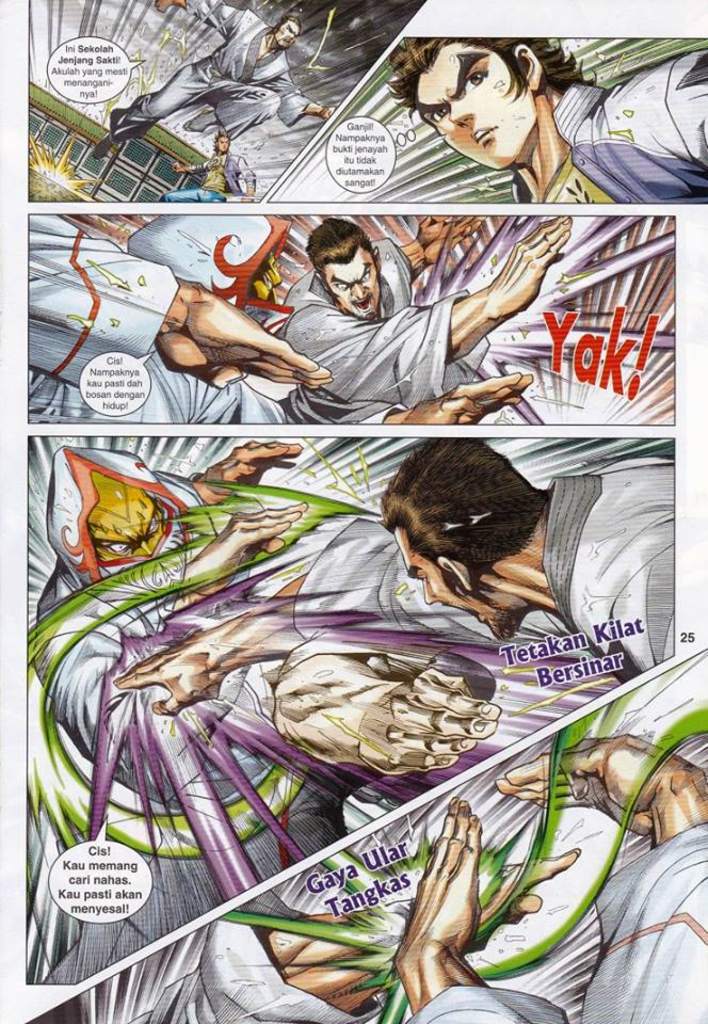 Ini Sekolah
Jenjang Sakti!
Akulah yang mesti
menangani-
nya!
Ganjil!
Nampaknya
bukti jenayah
itu tidak
diutamakan
sangat!
Cis!
Nampaknya
kau pasti dah
bosan dengan
hidup!
Yak!
Tetakan Kilat
Bersinar
25
Cis!
Kau memang
cari nahas.
Kau pasti akan
menyesal!
Gaya Ular
Tangkas